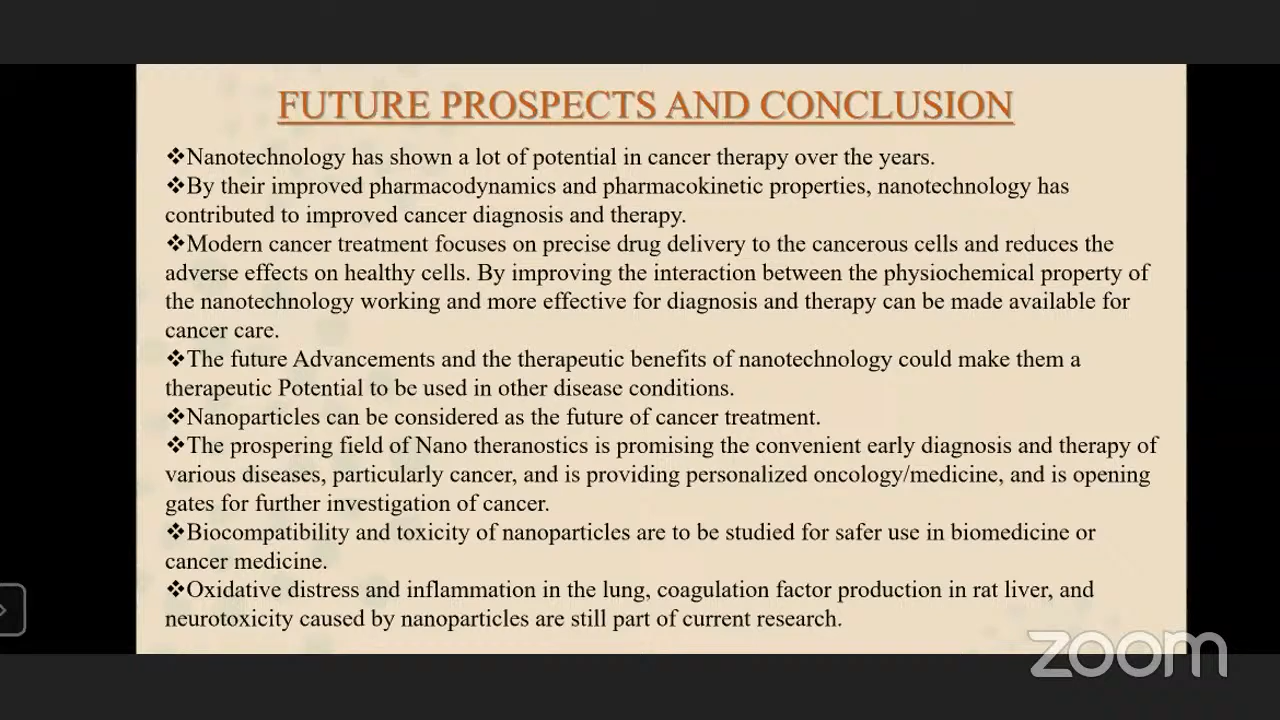 FUTURE PROSPECTS AND CONCLUSION
❖Nanotechnology has shown a lot of potential in cancer therapy over the years.
❖By their improved pharmacodynamics and pharmacokinetic properties, nanotechnology has
contributed to improved cancer diagnosis and therapy.
❖Modern cancer treatment focuses on precise drug delivery to the cancerous cells and reduces the
adverse effects on healthy cells. By improving the interaction between the physiochemical property of
the nanotechnology working and more effective for diagnosis and therapy can be made available for
cancer care.
❖The future Advancements and the therapeutic benefits of nanotechnology could make them a
therapeutic Potential to be used in other disease conditions.
❖Nanoparticles can be considered as the future of cancer treatment.
❖The prospering field of Nano theranostics is promising the convenient early diagnosis and therapy of
various diseases, particularly cancer, and is providing personalized oncology/medicine, and is opening
gates for further investigation of cancer.
❖Biocompatibility and toxicity of nanoparticles are to be studied for safer use in biomedicine or
cancer medicine.
❖Oxidative distress and inflammation in the lung, coagulation factor production in rat liver, and
neurotoxicity caused by nanoparticles are still part of current research.
zoom